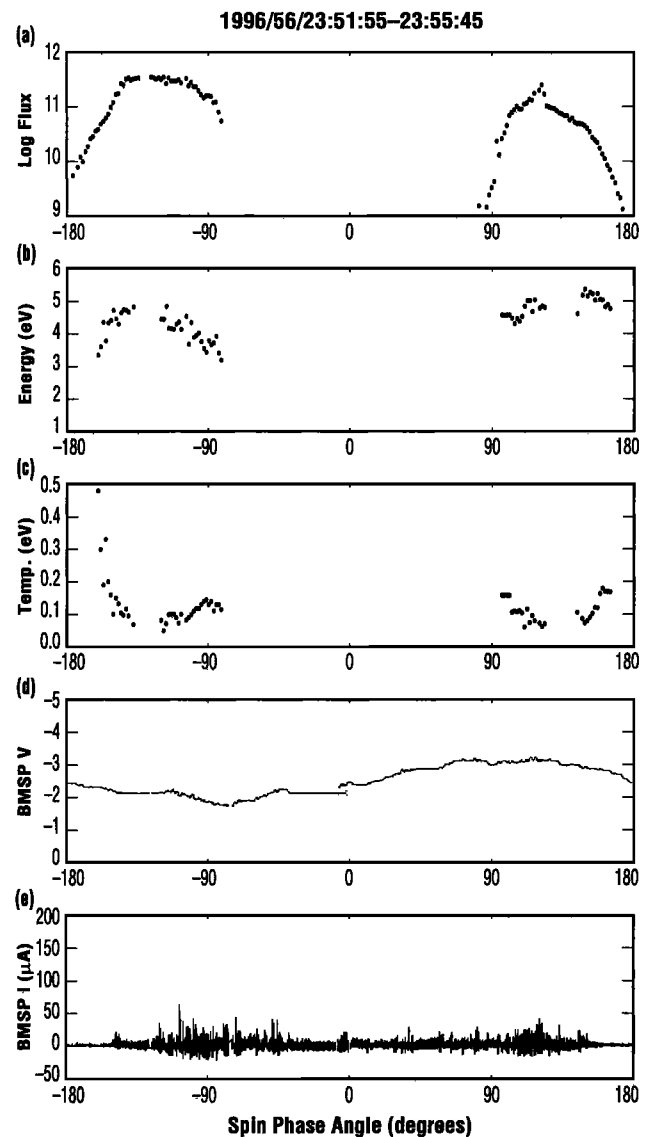 1996/56/23:51:55–23:55:45
(a)
12
11
10
9
Log Flux
-180 -90 0 90 180
(b)
6
5
4
3
2
1
Energy (eV)
-180 -90 0 90 180
(c)
0.5
0.4
0.3
0.2
0.1
0.0
Temp. (eV)
-180 -90 0 90 180
(d)
-5
-4
-3
-2
-1
0
BMSP V
-180 -90 0 90 180
(e)
200
150
100
50
0
-50
BMSP I (μA)
-180 -90 0 90 180
Spin Phase Angle (degrees)